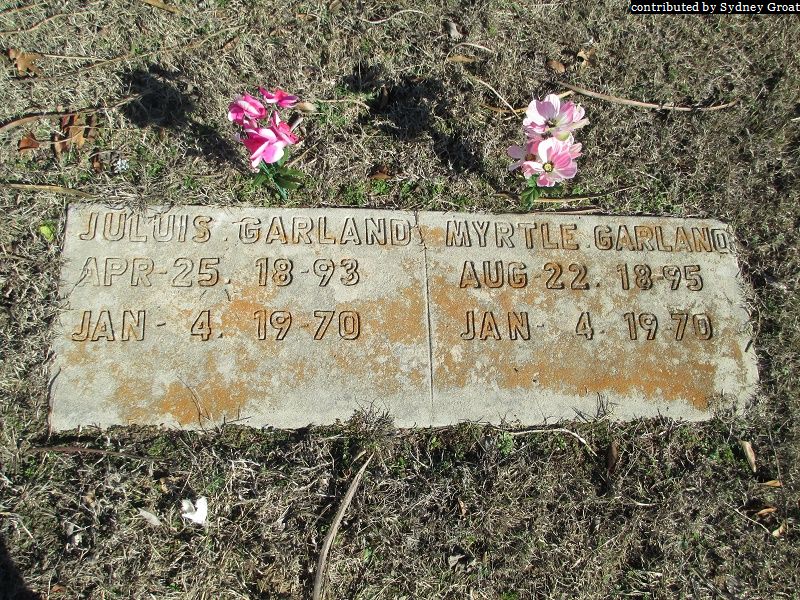 contributed by Sydney Groat
JULUIS. GARLAND
APR-25. 18-93
JAN- 4. 19-70
MYRTLE. GARLAND
AUG-22. 18-95
JAN- 4. 19-70